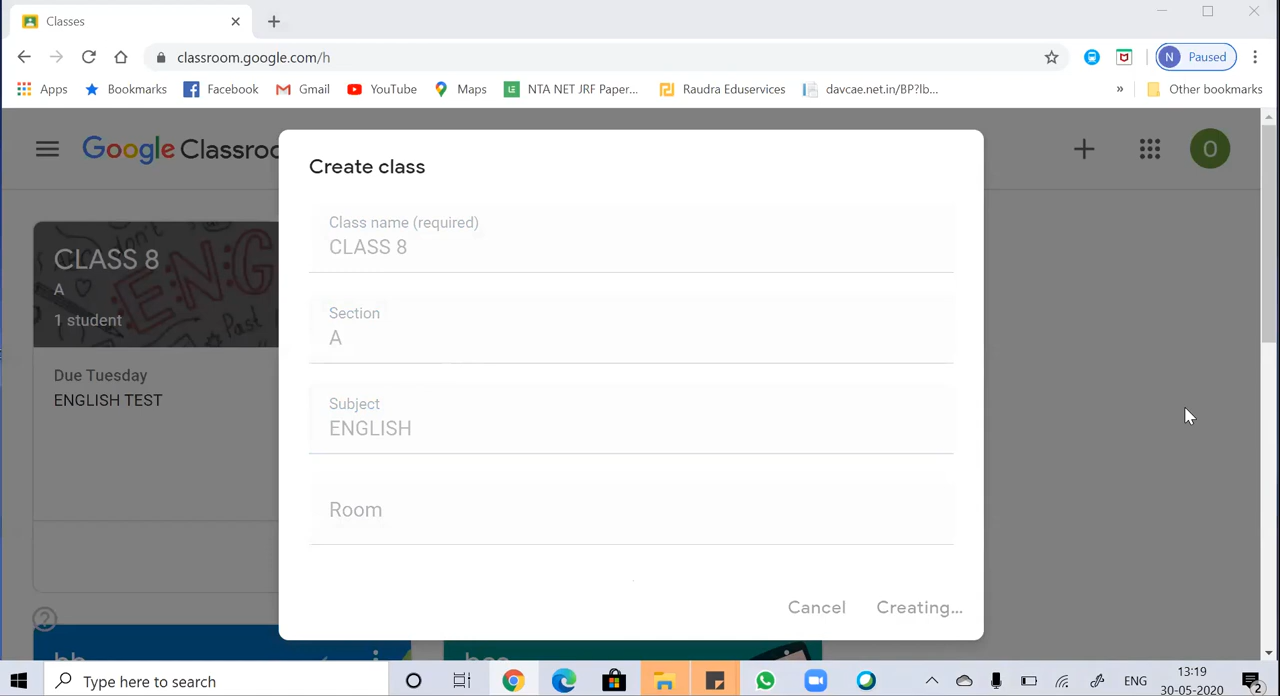 Classes
classroom.google.com/h
N Paused
Apps Bookmarks Facebook Gmail YouTube Maps NTA NET JRF Paper... Raudra Eduservices davcae.net.in/BP?lb... » Other bookmarks
Google Classroo
O
Create class
Class name (required)
CLASS 8
Section
A
Subject
ENGLISH
Room
Cancel Creating...
CLASS 8
A
1 student
Due Tuesday
ENGLISH TEST
Type here to search
ENG
13:19
30-05-2020
2